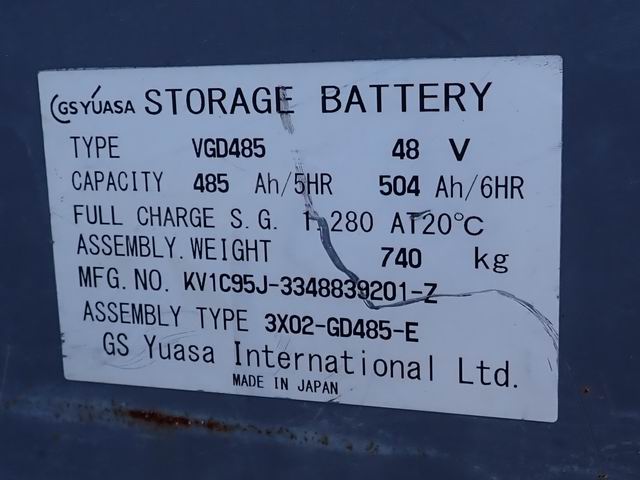 GS YUASA STORAGE BATTERY
TYPE VGD485 48 V
CAPACITY 485 Ah/5HR 504 Ah/6HR
FULL CHARGE S.G. 1.280 AT20°C
ASSEMBLY.WEIGHT 740 kg
MFG.NO. KV1C95J-3348839201-Z
ASSEMBLY TYPE 3X02-GD485-E
GS Yuasa International Ltd.
MADE IN JAPAN